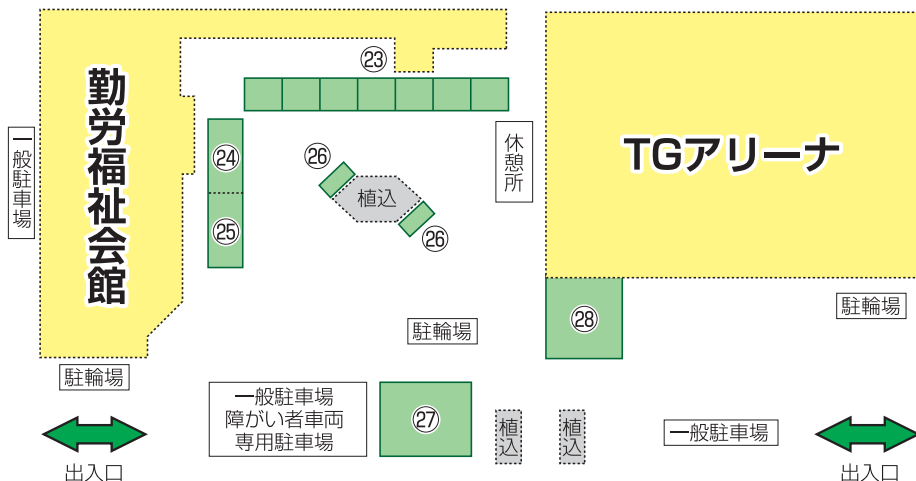 ㉓
勤労福祉会館
TGアリーナ
一般駐車場
休憩所
㉔
㉖
植込
㉕
㉖
駐輪場
㉘
駐輪場
駐輪場
一般駐車場
障がい者車両
専用駐車場
㉗
植込
植込
一般駐車場
出入口
出入口